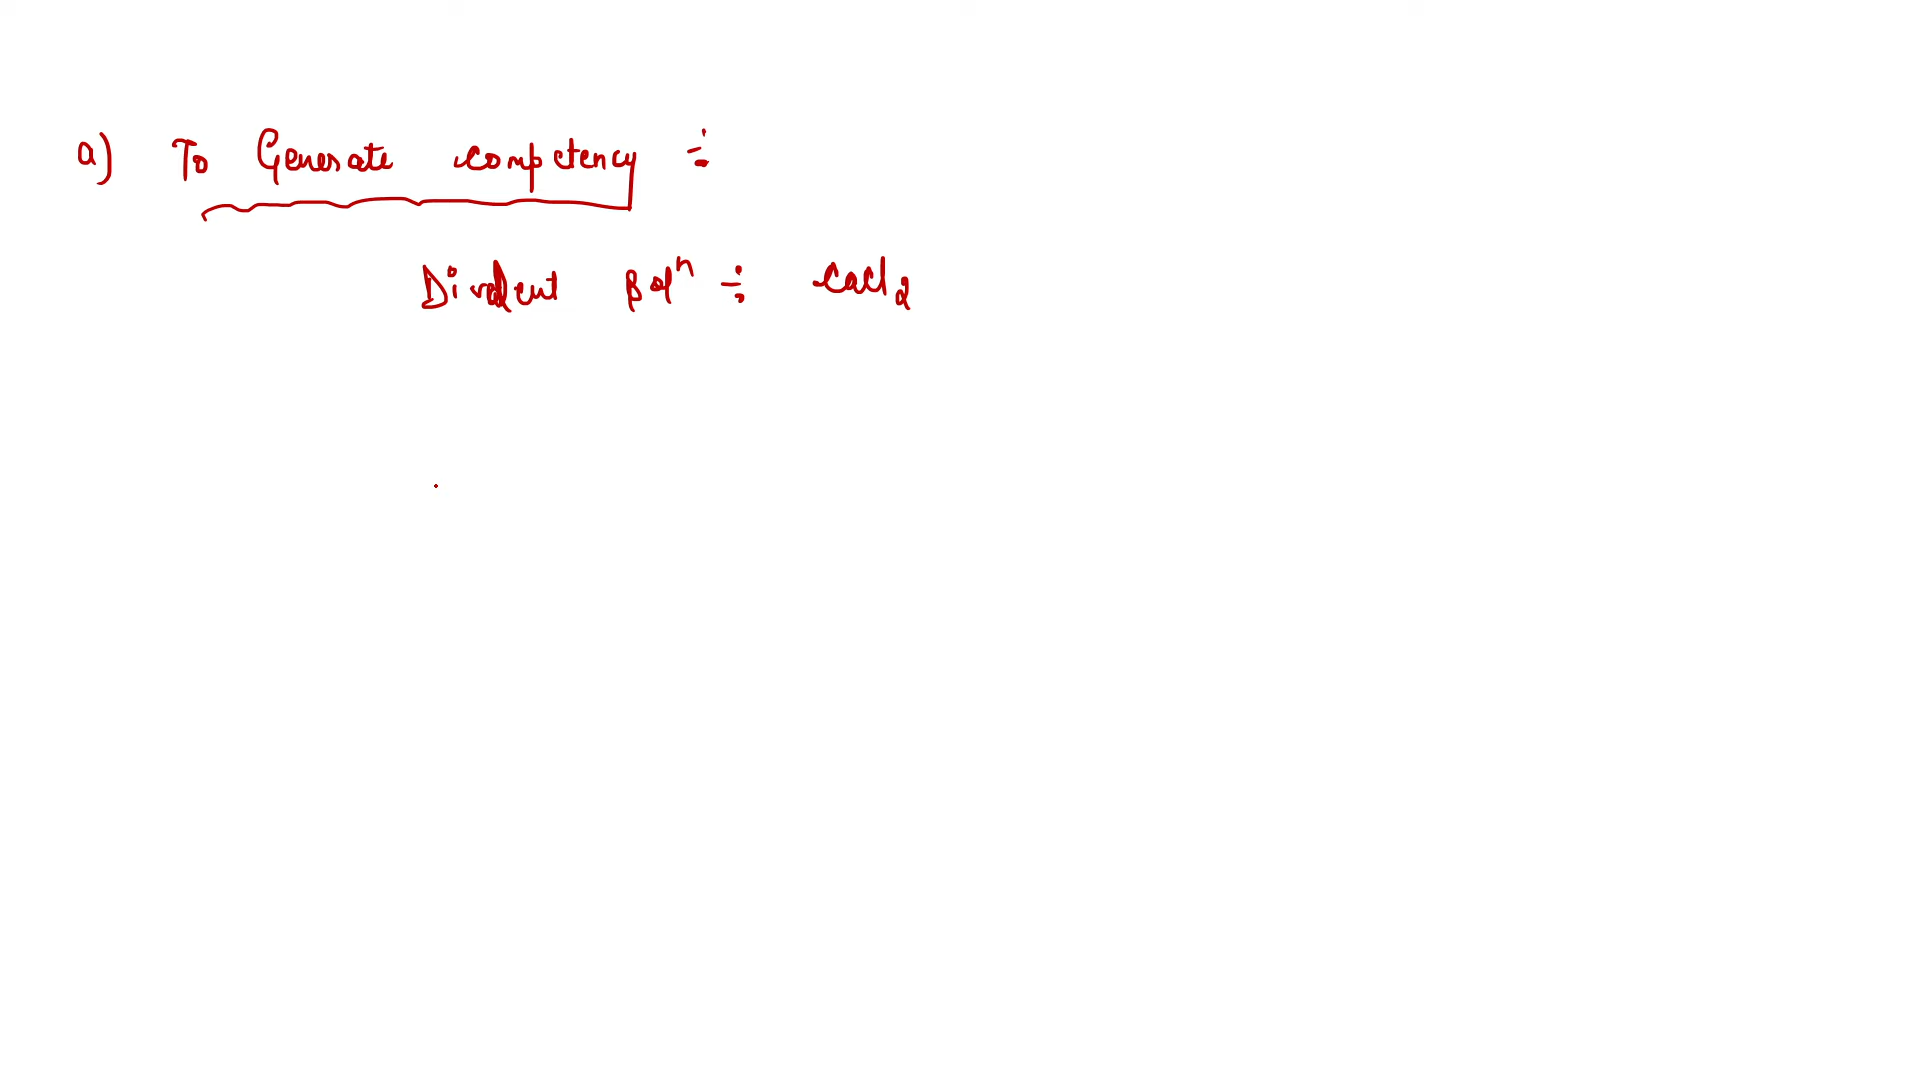 a) To Generate competency ÷
Divalent Solⁿ ÷ CaCl₂